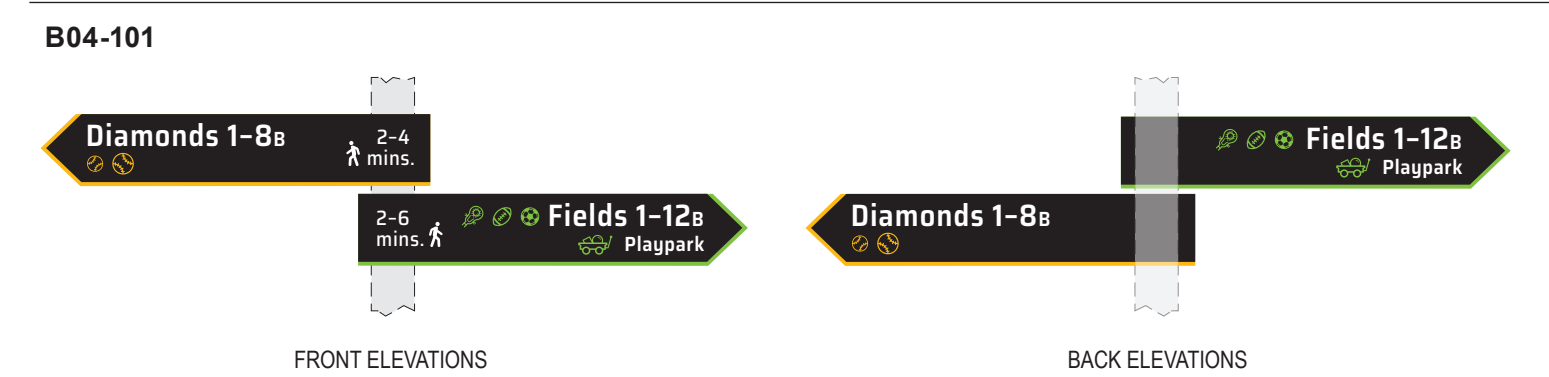 B04-101
Diamonds 1–8B
2–4
mins.
2–6
mins.
Fields 1–12B
Playpark
FRONT ELEVATIONS
Fields 1–12B
Playpark
Diamonds 1–8B
BACK ELEVATIONS